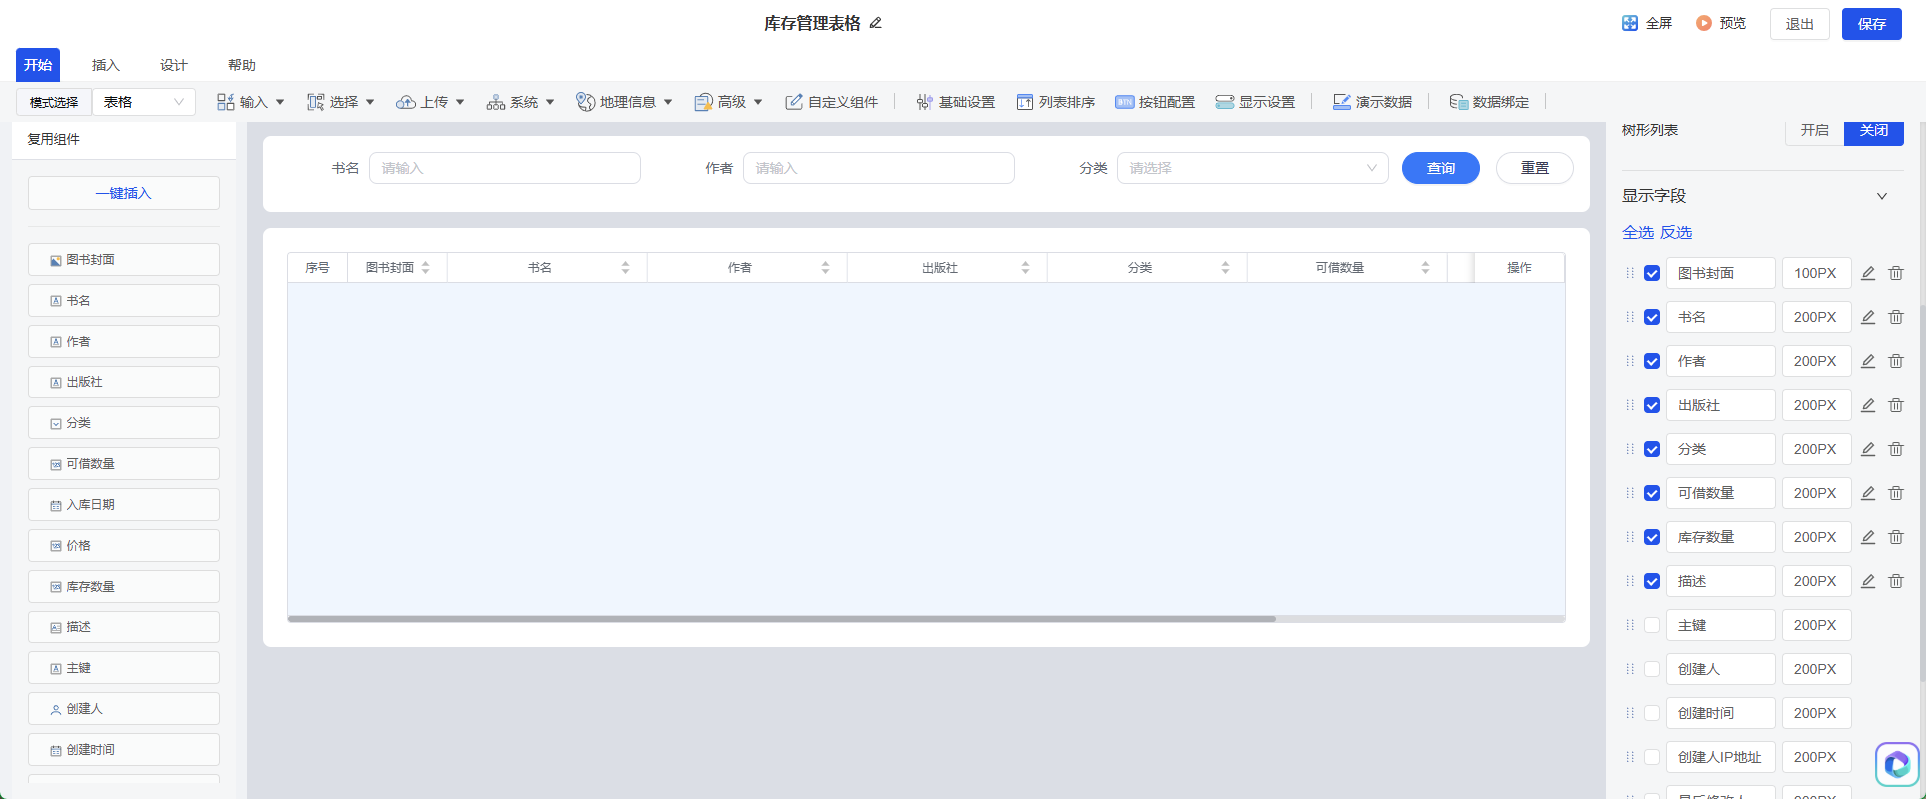 库存管理表格
全屏 预览 退出 保存
开始 插入 设计 帮助
模式选择 表格 输入 选择 上传 系统 地理信息 高级 自定义组件 基础设置 列表排序 BTN 按钮配置 显示设置 演示数据 数据绑定
复用组件
一键插入
图书封面
书名
作者
出版社
分类
可借数量
入库日期
价格
库存数量
描述
主键
创建人
创建时间
书名 请输入 作者 请输入 分类 请选择 查询 重置
序号 图书封面 书名 作者 出版社 分类 可借数量 操作
树形列表 开启 关闭
显示字段
全选 反选
图书封面 100PX
书名 200PX
作者 200PX
出版社 200PX
分类 200PX
可借数量 200PX
库存数量 200PX
描述 200PX
主键 200PX
创建人 200PX
创建时间 200PX
创建人IP地址 200PX